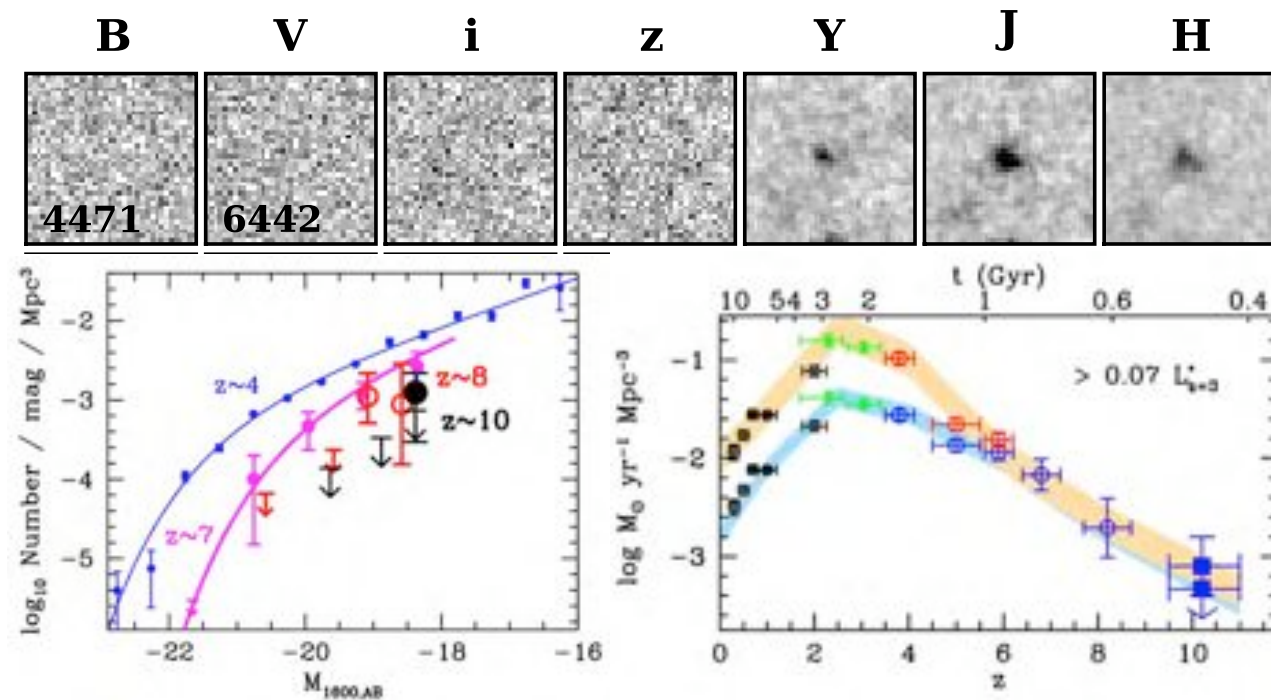 B V i z Y J H
4471 6442
log₁₀ Number / mag / Mpc⁻³
-2
-3
-4
-5
z~4
z~7
z~8
z~10
-22 -20 -18 -16
M₁₆₀₀,AB
t (Gyr)
10 5 4 3 2 1 0.6 0.4
log M⊙ yr⁻¹ Mpc⁻³
-1
-2
-3
> 0.07 L*z=3
0 2 4 6 8 10
z